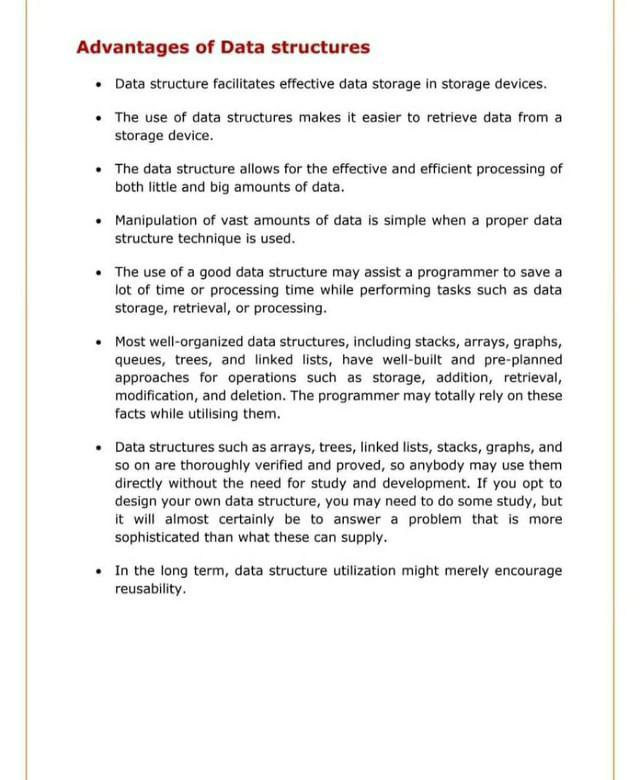 Advantages of Data structures
• Data structure facilitates effective data storage in storage devices.
• The use of data structures makes it easier to retrieve data from a
storage device.
• The data structure allows for the effective and efficient processing of
both little and big amounts of data.
• Manipulation of vast amounts of data is simple when a proper data
structure technique is used.
• The use of a good data structure may assist a programmer to save a
lot of time or processing time while performing tasks such as data
storage, retrieval, or processing.
• Most well-organized data structures, including stacks, arrays, graphs,
queues, trees, and linked lists, have well-built and pre-planned
approaches for operations such as storage, addition, retrieval,
modification, and deletion. The programmer may totally rely on these
facts while utilising them.
• Data structures such as arrays, trees, linked lists, stacks, graphs, and
so on are thoroughly verified and proved, so anybody may use them
directly without the need for study and development. If you opt to
design your own data structure, you may need to do some study, but
it will almost certainly be to answer a problem that is more
sophisticated than what these can supply.
• In the long term, data structure utilization might merely encourage
reusability.